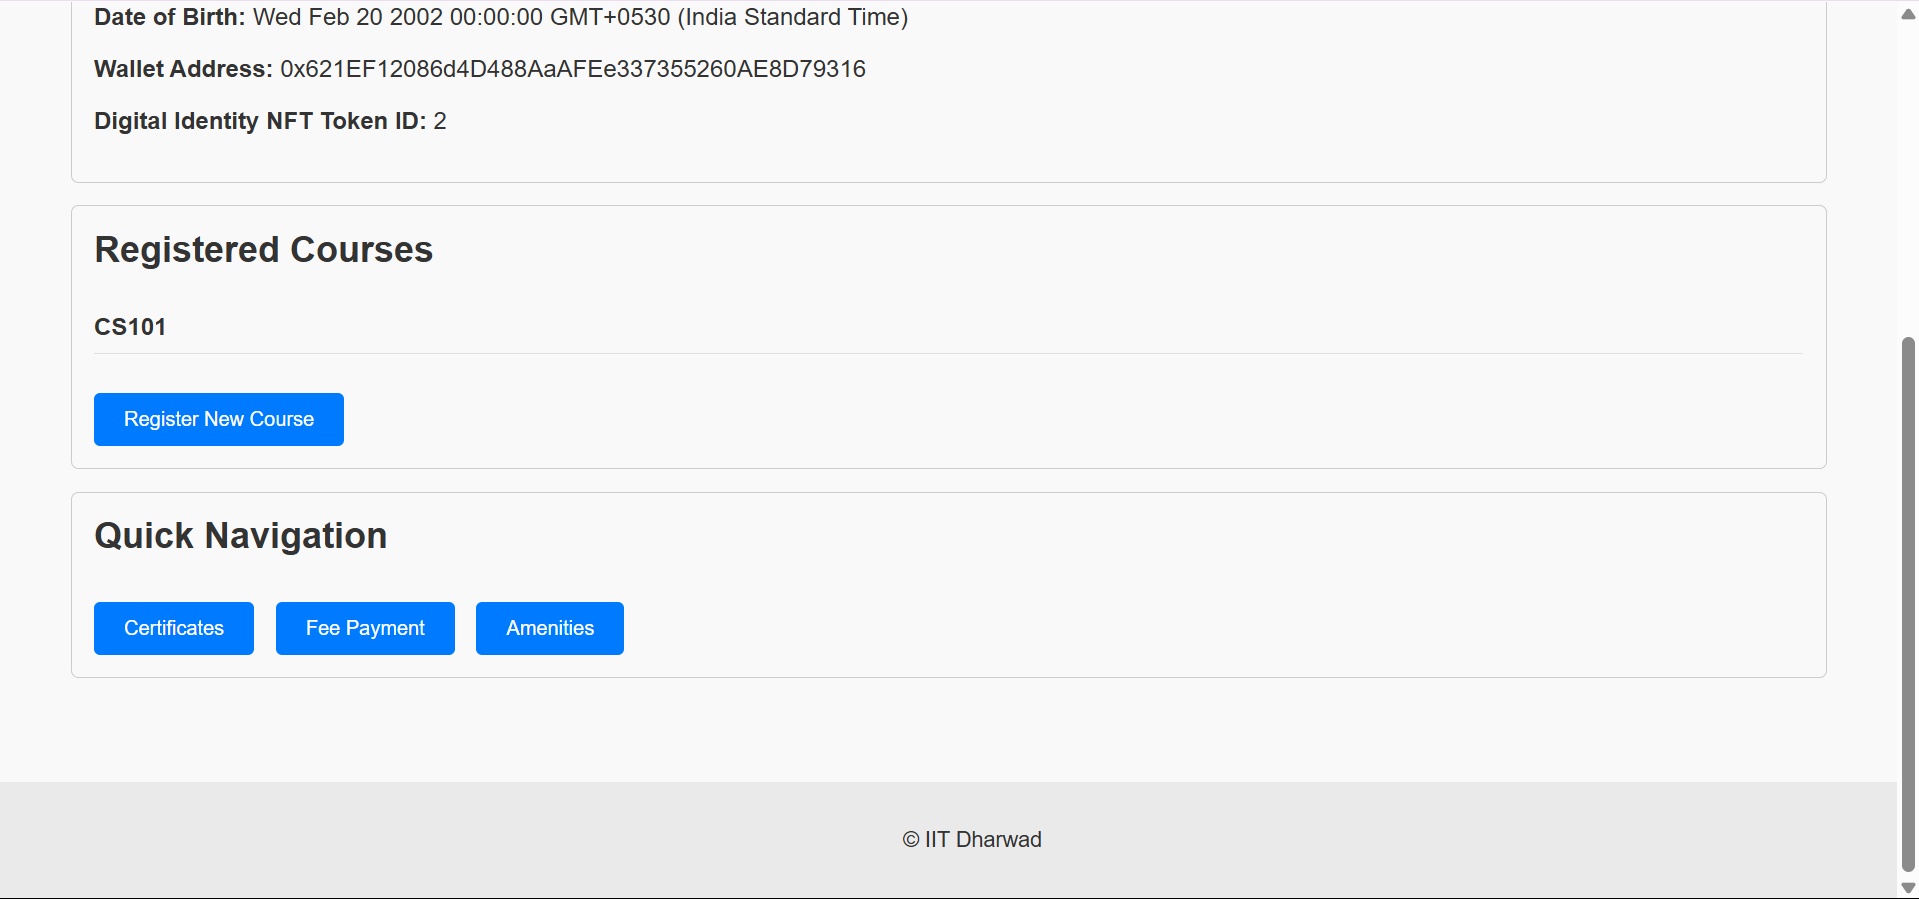 Date of Birth: Wed Feb 20 2002 00:00:00 GMT+0530 (India Standard Time)
Wallet Address: 0x621EF12086d4D488AaAFEe337355260AE8D79316
Digital Identity NFT Token ID: 2
Registered Courses
CS101
Register New Course
Quick Navigation
Certificates Fee Payment Amenities
© IIT Dharwad